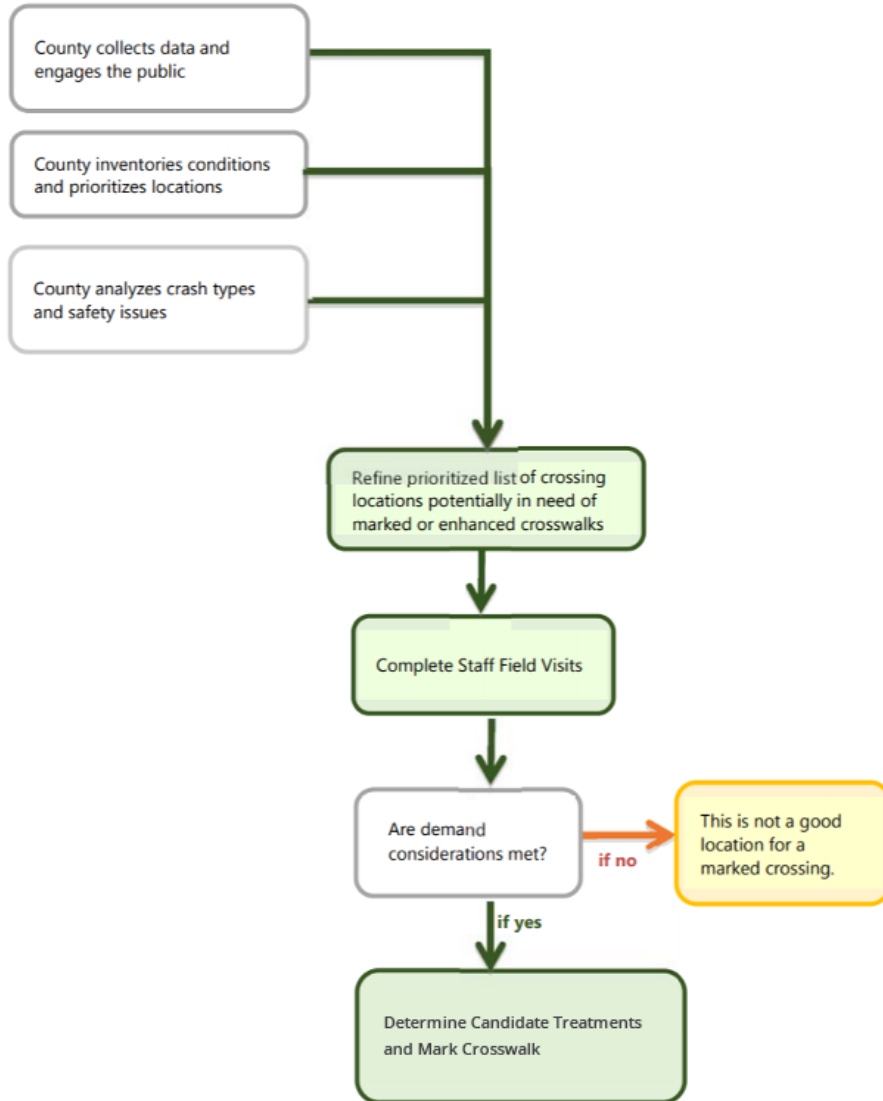 County collects data and
engages the public
County inventories conditions
and prioritizes locations
County analyzes crash types
and safety issues
Refine prioritized list of crossing
locations potentially in need of
marked or enhanced crosswalks
Complete Staff Field Visits
Are demand
considerations met?
if no
This is not a good
location for a
marked crossing.
if yes
Determine Candidate Treatments
and Mark Crosswalk